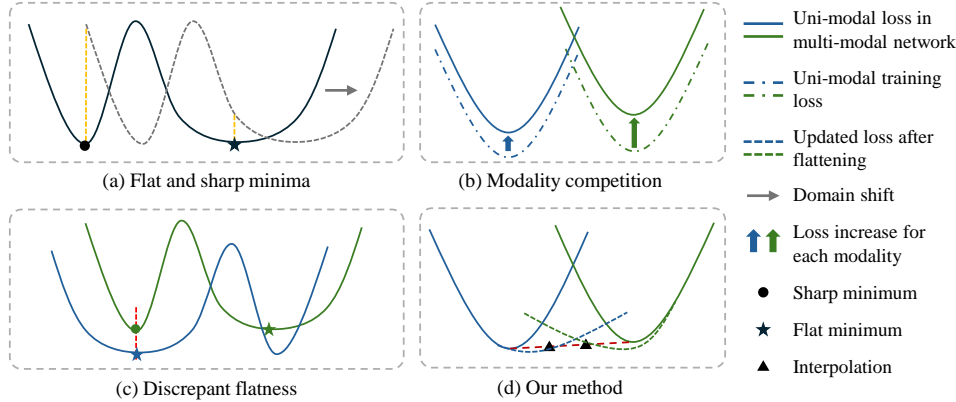 (a) Flat and sharp minima
(b) Modality competition
(c) Discrepant flatness
(d) Our method
Uni-modal loss in
multi-modal network
Uni-modal training
loss
Updated loss after
flattening
Domain shift
Loss increase for
each modality
Sharp minimum
Flat minimum
Interpolation